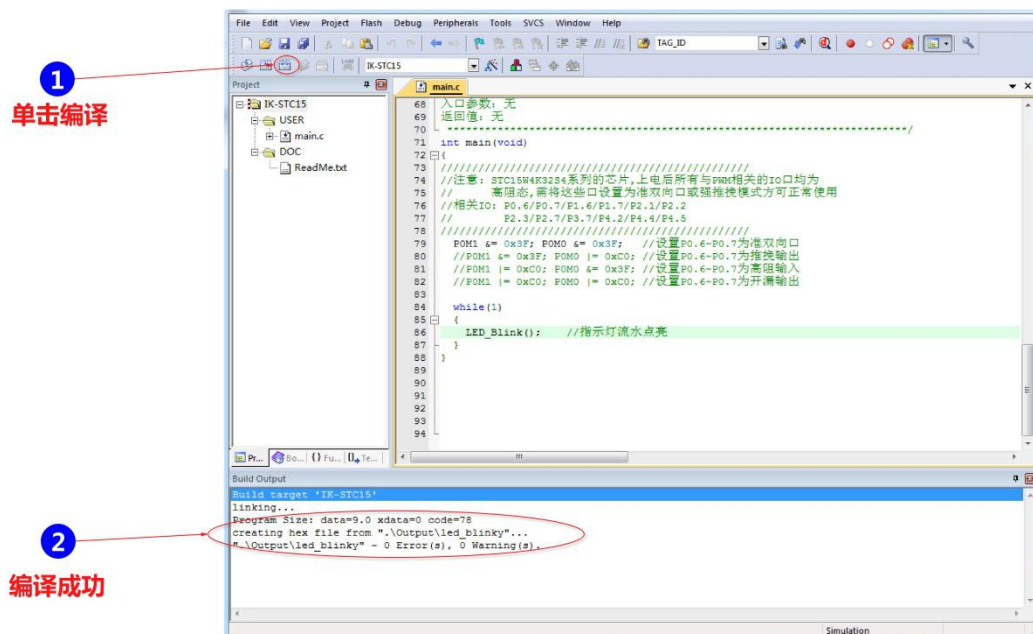 File Edit View Project Flash Debug Peripherals Tools SVCS Window Help
TAG_ID
1
单击编译
IK-STC15
Project
main.c
IK-STC15
USER
main.c
DOC
ReadMe.txt
68 入口参数: 无
69 返回值: 无
70 *************************************************************************/
71 int main(void)
72 {
73 /////////////////////////////////////////////////
74 //注意: STC15W4K32S4系列的芯片,上电后所有与PWM相关的IO口均为
75 // 高阻态,需将这些口设置为准双向口或强推挽模式方可正常使用
76 //相关IO: P0.6/P0.7/P1.6/P1.7/P2.1/P2.2
77 // P2.3/P2.7/P3.7/P4.2/P4.4/P4.5
78 /////////////////////////////////////////////////
79 P0M1 &= 0x3F; P0M0 &= 0x3F; //设置P0.6~P0.7为准双向口
80 //P0M1 &= 0x3F; P0M0 |= 0xC0; //设置P0.6~P0.7为推挽输出
81 //P0M1 |= 0xC0; P0M0 &= 0x3F; //设置P0.6~P0.7为高阻输入
82 //P0M1 |= 0xC0; P0M0 |= 0xC0; //设置P0.6~P0.7为开漏输出
83
84 while(1)
85 {
86 LED_Blink(); //指示灯流水点亮
87 }
88 }
89
90
91
92
93
94
Pr... Bo... {} Fu... 0 Te...
Build Output
Build target 'IK-STC15'
linking...
Program Size: data=9.0 xdata=0 code=78
creating hex file from ".\Output\led_blinky"...
".\Output\led_blinky" - 0 Error(s), 0 Warning(s).
2
编译成功
Simulation